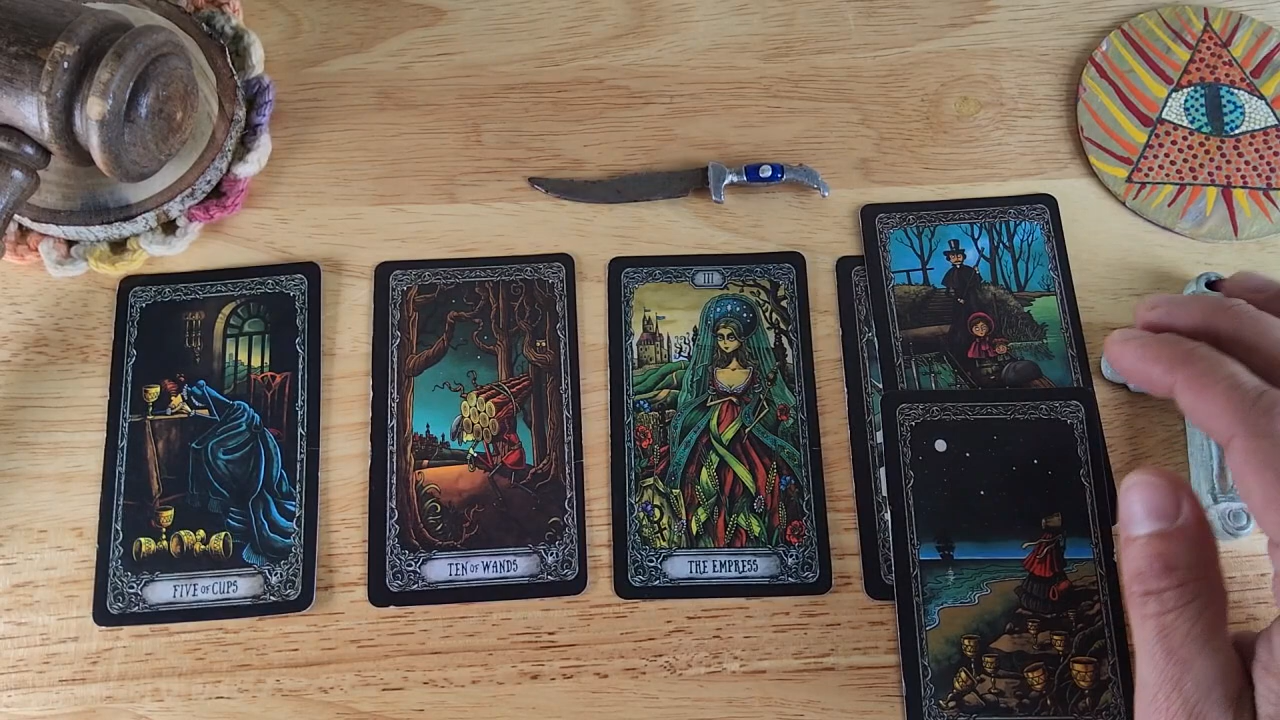 FIVE OF CUPS
TEN OF WANDS
III
THE EMPRESS